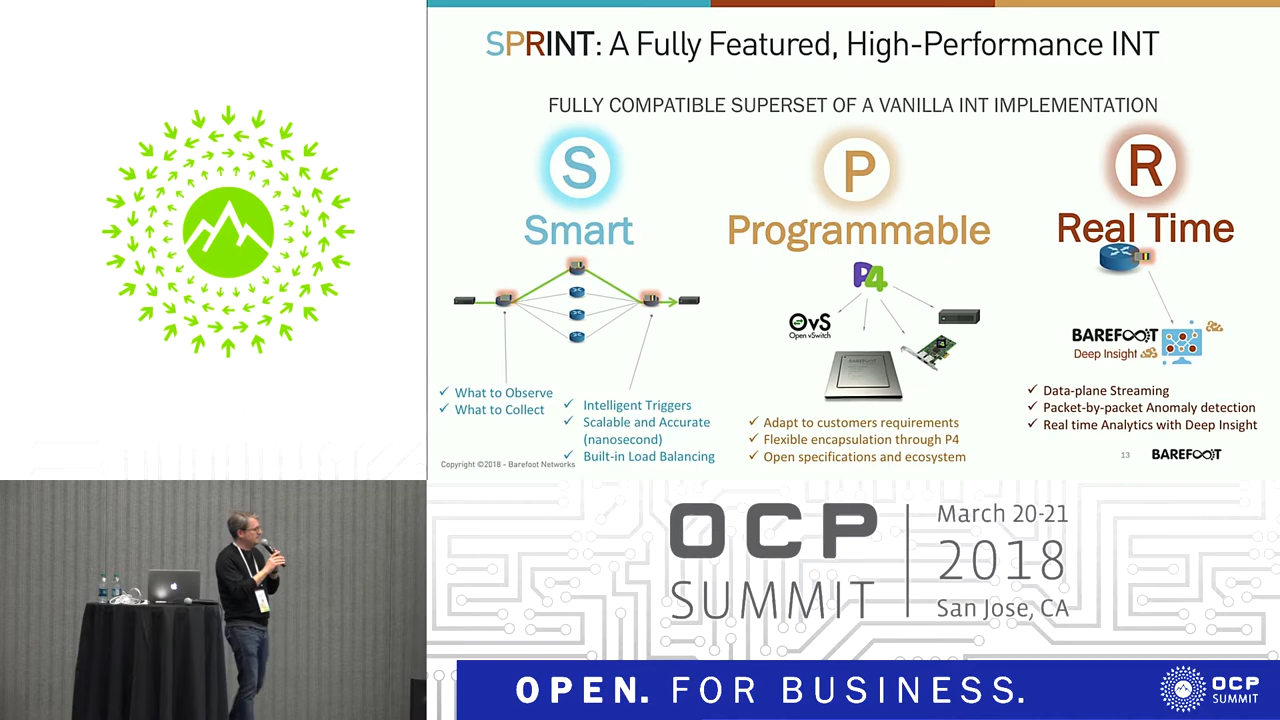 SPRINT: A Fully Featured, High-Performance INT
FULLY COMPATIBLE SUPERSET OF A VANILLA INT IMPLEMENTATION
S
Smart
P
Programmable
R
Real Time
P4
OvS
Open vSwitch
BAREFOOT
Deep Insight
✓ What to Observe
✓ What to Collect
✓ Intelligent Triggers
✓ Scalable and Accurate
(nanosecond)
✓ Built-in Load Balancing
✓ Adapt to customers requirements
✓ Flexible encapsulation through P4
✓ Open specifications and ecosystem
✓ Data-plane Streaming
✓ Packet-by-packet Anomaly detection
✓ Real time Analytics with Deep Insight
Copyright ©2018 - Barefoot Networks
13
BAREFOOT
OCP
SUMMIT
March 20-21
2018
San Jose, CA
OPEN. FOR BUSINESS.
OCP
SUMMIT